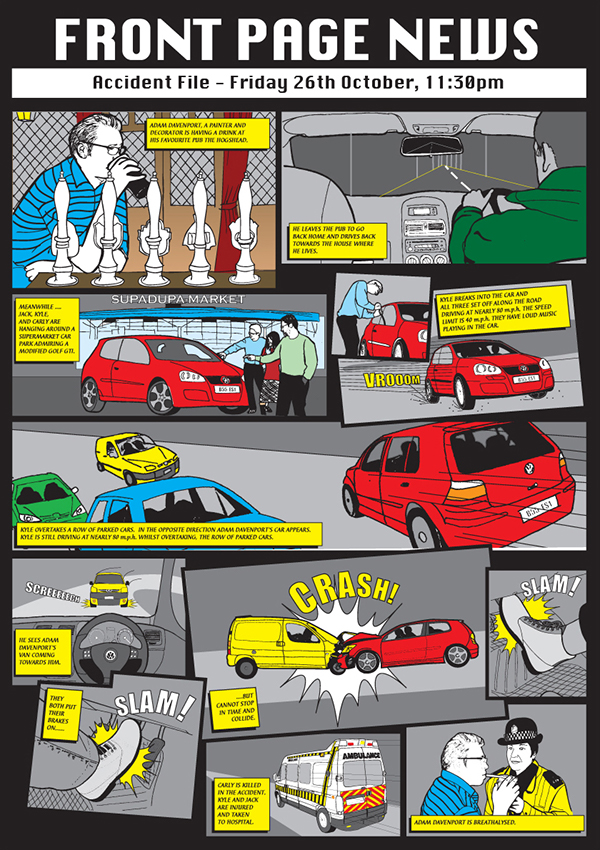 FRONT PAGE NEWS
Accident File - Friday 26th October, 11:30pm
ADAM DAVENPORT, A PAINTER AND
DECORATOR IS HAVING A DRINK AT
HIS FAVOURITE PUB THE HOGSHEAD.
HE LEAVES THE PUB TO GO
BACK HOME AND DRIVES BACK
TOWARDS THE HOUSE WHERE
HE LIVES.
MEANWHILE ....
JACK, KYLE,
AND CARLY ARE
HANGING AROUND A
SUPERMARKET CAR
PARK ADMIRING A
MODIFIED GOLF GTI.
SUPADUPA MARKET
B55 ES1
KYLE BREAKS INTO THE CAR AND
ALL THREE SET OFF ALONG THE ROAD
DRIVING AT NEARLY 80 m.p.h. THE SPEED
LIMIT IS 40 m.p.h. THEY HAVE LOUD MUSIC
PLAYING IN THE CAR.
VROOOM
B55 ES1
KYLE OVERTAKES A ROW OF PARKED CARS. IN THE OPPOSITE DIRECTION ADAM DAVENPORT'S CAR APPEARS.
KYLE IS STILL DRIVING AT NEARLY 80 m.p.h. WHILST OVERTAKING, THE ROW OF PARKED CARS.
B55 ES1
SCREEEEECH
HE SEES ADAM
DAVENPORT'S
VAN COMING
TOWARDS HIM.
CRASH!
....BUT
CANNOT STOP
IN TIME AND
COLLIDE.
SLAM!
THEY
BOTH PUT
THEIR
BRAKES
ON......
SLAM!
CARLY IS KILLED
IN THE ACCIDENT.
KYLE AND JACK
ARE INJURED
AND TAKEN
TO HOSPITAL.
AMBULANCE
ADAM DAVENPORT IS BREATHALYSED.